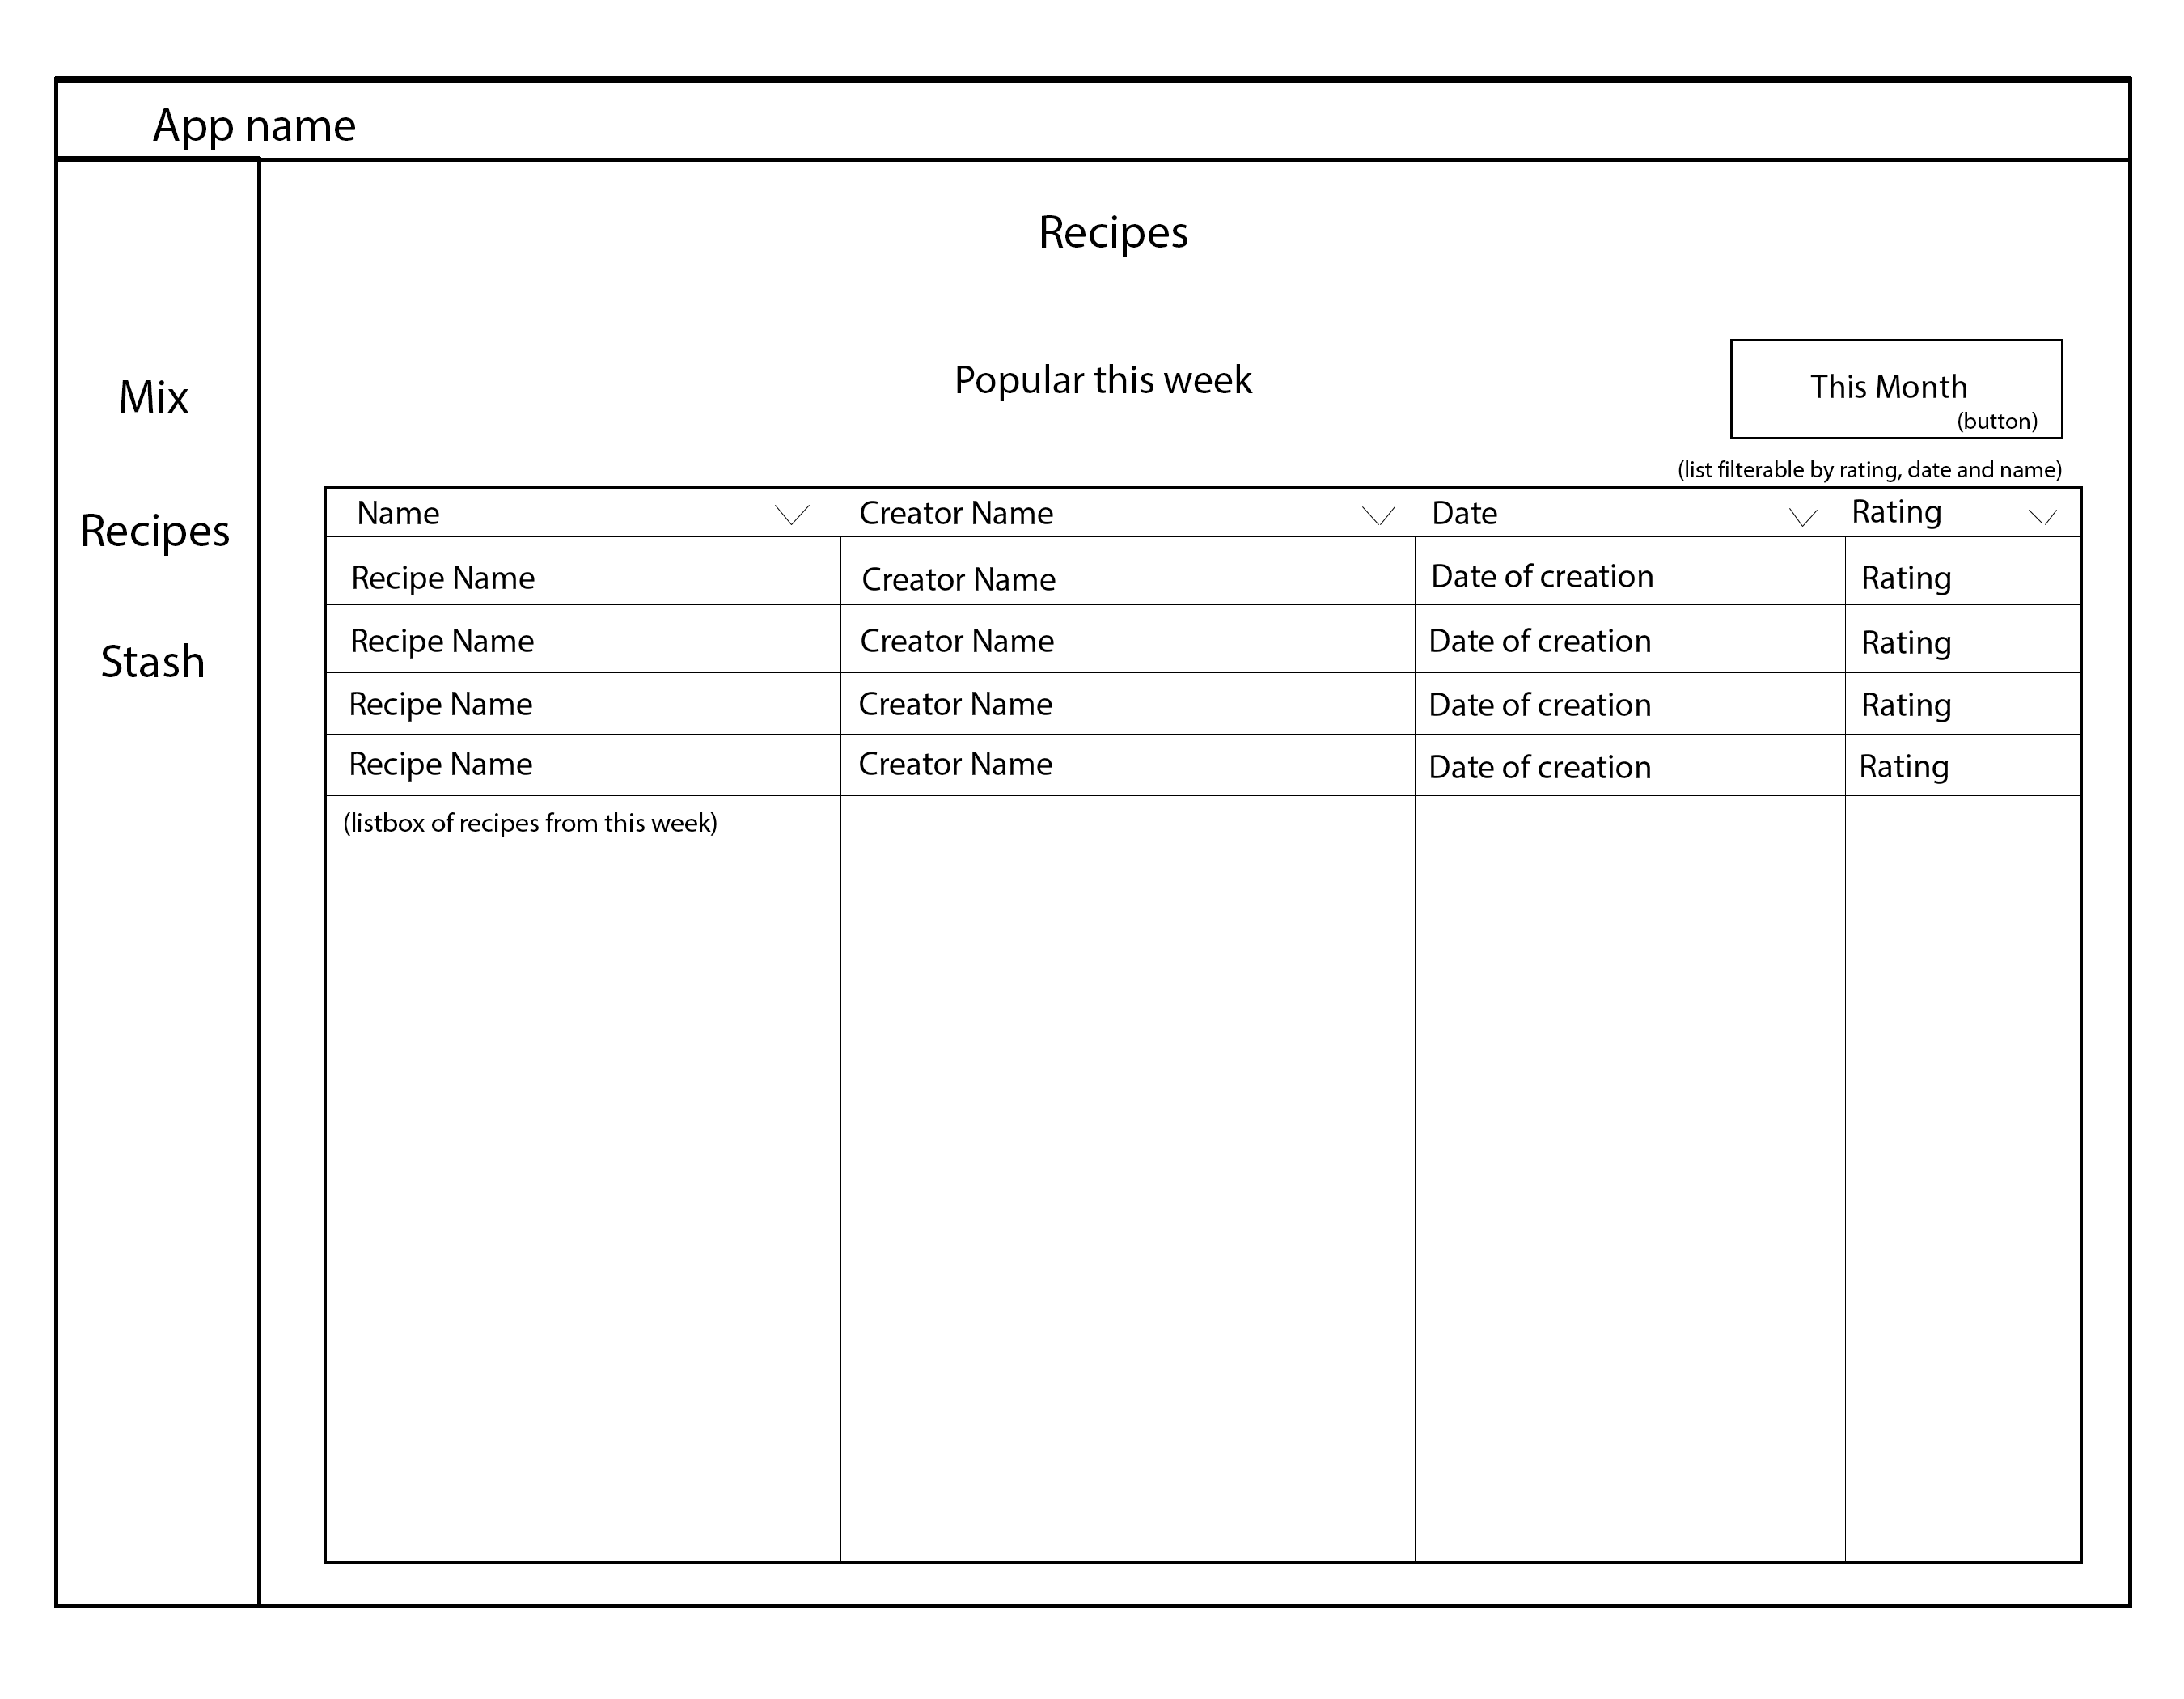 App name
Mix
Recipes
Stash
Recipes
Popular this week
This Month
(button)
(list filterable by rating, date and name)
Name Creator Name Date Rating
Recipe Name Creator Name Date of creation Rating
Recipe Name Creator Name Date of creation Rating
Recipe Name Creator Name Date of creation Rating
Recipe Name Creator Name Date of creation Rating
(listbox of recipes from this week)